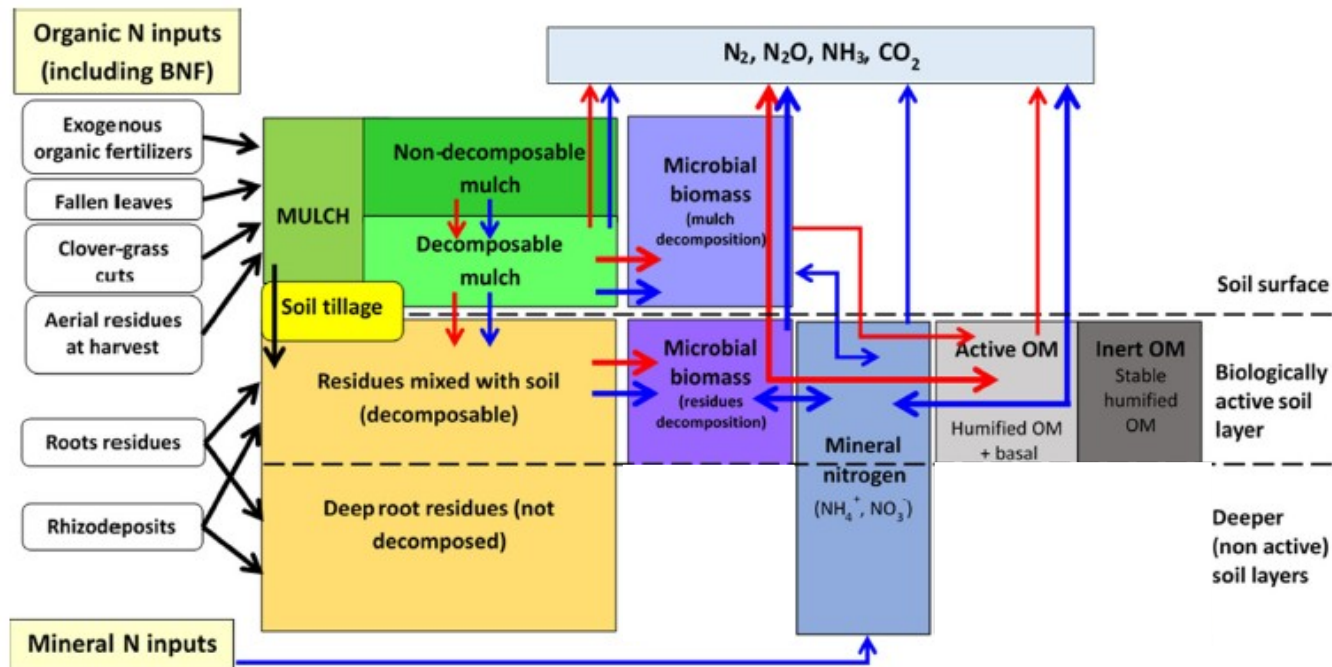 Organic N inputs
(including BNF)
N₂, N₂O, NH₃, CO₂
Exogenous
organic fertilizers
Fallen leaves
Clover-grass
cuts
Aerial residues
at harvest
Roots residues
Rhizodeposits
MULCH
Non-decomposable
mulch
Decomposable
mulch
Soil tillage
Microbial
biomass
(mulch
decomposition)
Soil surface
Residues mixed with soil
(decomposable)
Microbial
biomass
(residues
decomposition)
Mineral
nitrogen
(NH₄⁺, NO₃⁻)
Active OM
Humified OM
+ basal
Inert OM
Stable
humified
OM
Biologically
active soil
layer
Deep root residues (not
decomposed)
Deeper
(non active)
soil layers
Mineral N inputs